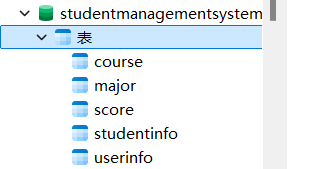 studentmanagementsystem
表
course
major
score
studentinfo
userinfo